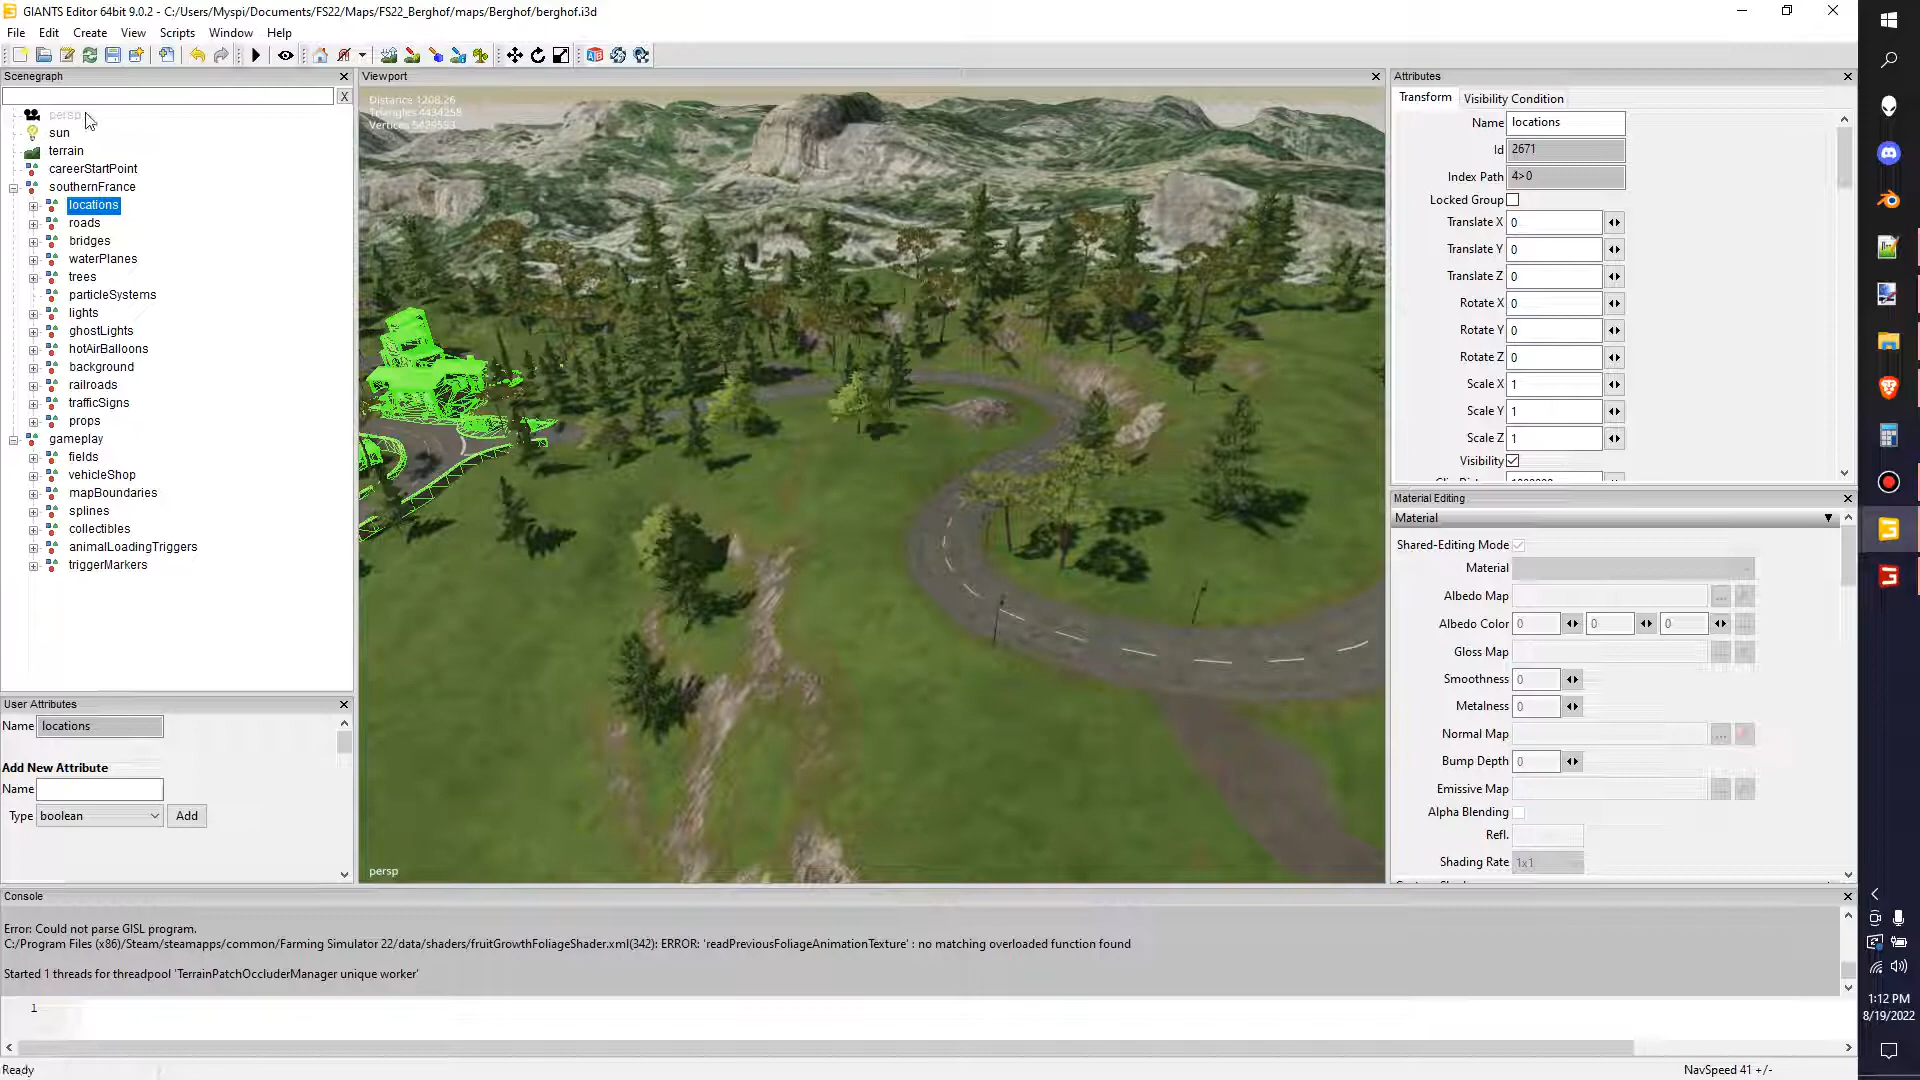 GIANTS Editor 64bit 9.0.2 - C:/Users/Myspi/Documents/FS22/Maps/FS22_Berghof/maps/Berghof/berghof.i3d
File Edit Create View Scripts Window Help
Scenegraph
X
persp
sun
terrain
careerStartPoint
southernFrance
locations
roads
bridges
waterPlanes
trees
particleSystems
lights
ghostLights
hotAirBalloons
background
railroads
trafficSigns
props
gameplay
fields
vehicleShop
mapBoundaries
splines
collectibles
animalLoadingTriggers
triggerMarkers
User Attributes
Name locations
Add New Attribute
Name
Type boolean Add
Viewport
Distance 1208.26
Triangles 4434258
Vertices 5439553
persp
Attributes
Transform Visibility Condition
Name locations
Id 2671
Index Path 4>0
Locked Group
Translate X 0
Translate Y 0
Translate Z 0
Rotate X 0
Rotate Y 0
Rotate Z 0
Scale X 1
Scale Y 1
Scale Z 1
Visibility
Material Editing
Material
Shared-Editing Mode
Material
Albedo Map ...
Albedo Color 0 0 0
Gloss Map
Smoothness 0
Metalness 0
Normal Map ...
Bump Depth 0
Emissive Map
Alpha Blending
Refl.
Shading Rate 1x1
Console
Error: Could not parse GISL program.
C:/Program Files (x86)/Steam/steamapps/common/Farming Simulator 22/data/shaders/fruitGrowthFoliageShader.xml(342): ERROR: 'readPreviousFoliageAnimationTexture' : no matching overloaded function found
Started 1 threads for threadpool 'TerrainPatchOccluderManager unique worker'
1
Ready
NavSpeed 41 +/-
1:12 PM
8/19/2022